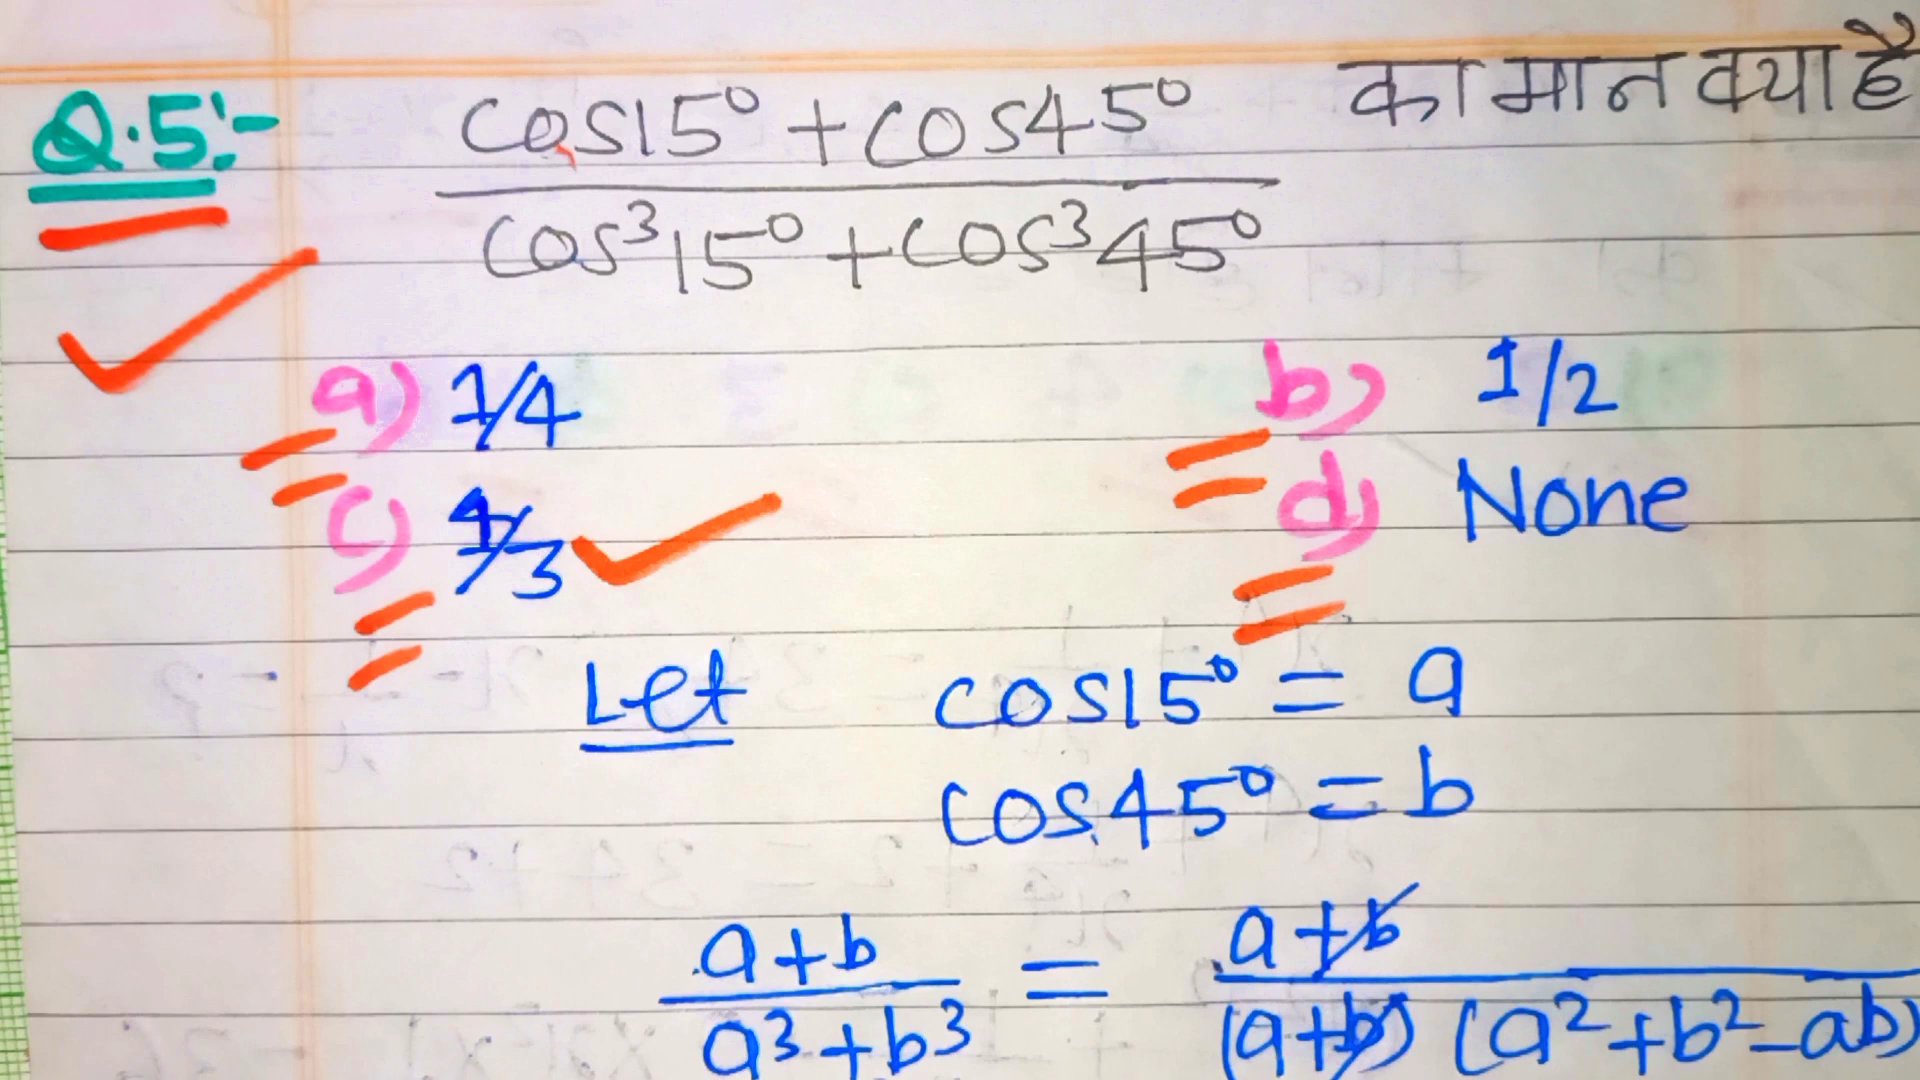 Q.5:- (cos15° + cos45°)/(cos³15° + cos³45°) का मान क्या है
a) 1/4 b) 1/2
c) 4/3 d) None
Let cos15° = a
cos45° = b
(a+b)/(a³+b³) = (a+b)/((a+b)(a²+b²-ab))